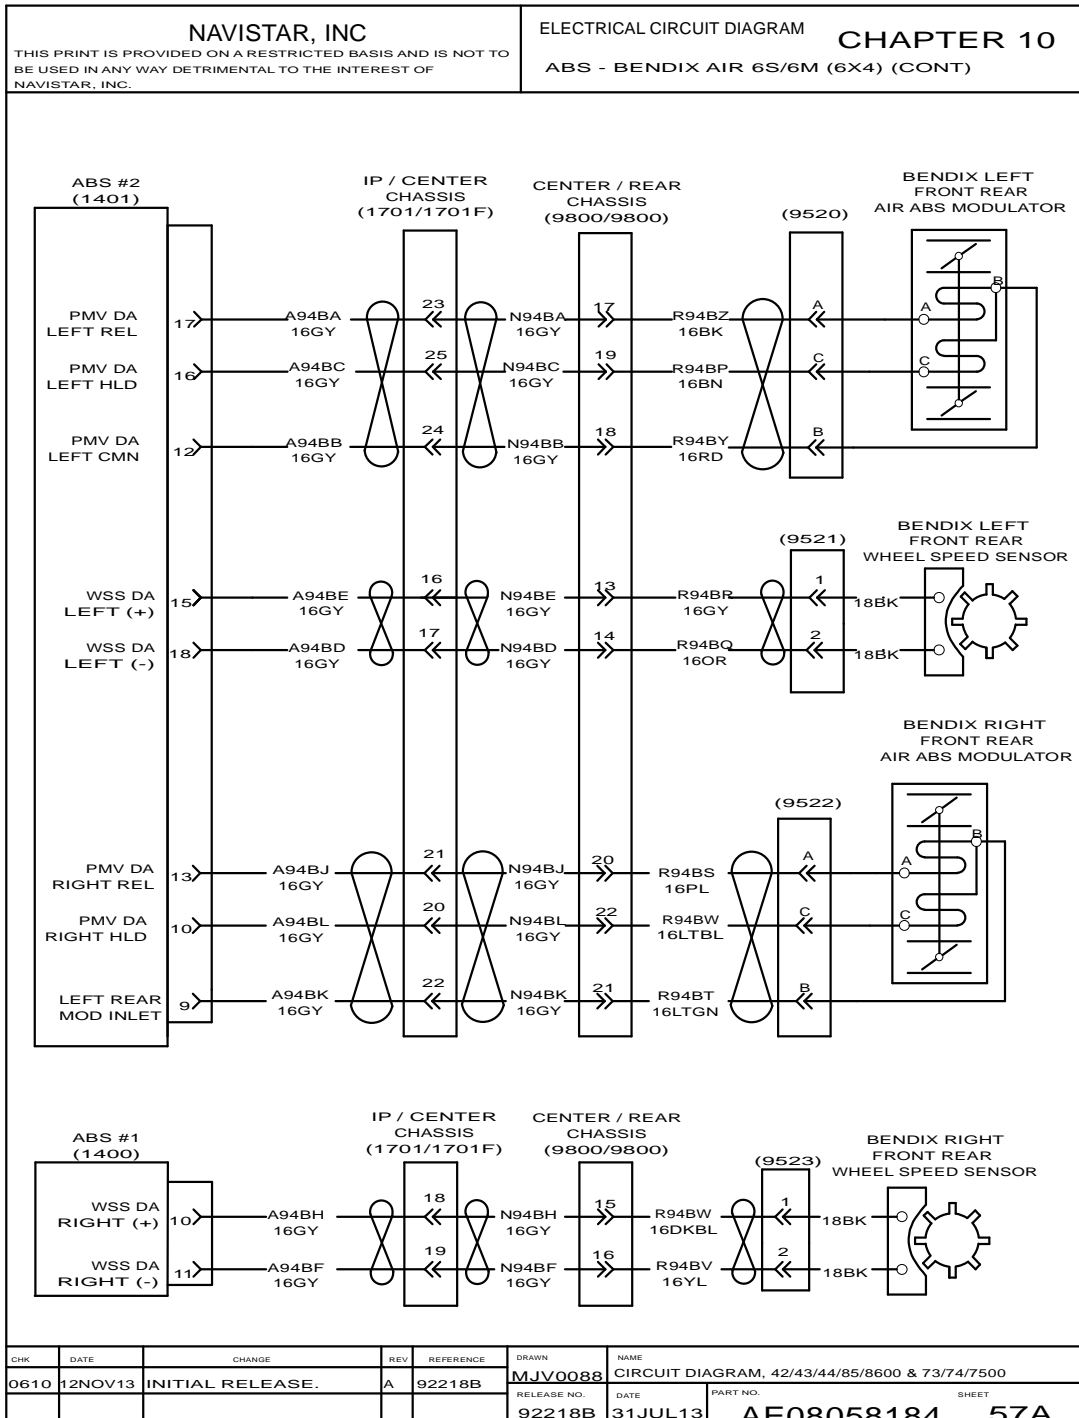 NAVISTAR, INC
THIS PRINT IS PROVIDED ON A RESTRICTED BASIS AND IS NOT TO
BE USED IN ANY WAY DETRIMENTAL TO THE INTEREST OF
NAVISTAR, INC.
ELECTRICAL CIRCUIT DIAGRAM
CHAPTER 10
ABS - BENDIX AIR 6S/6M (6X4) (CONT)
ABS #2
(1401)
IP / CENTER
CHASSIS
(1701/1701F)
CENTER / REAR
CHASSIS
(9800/9800)
(9520)
BENDIX LEFT
FRONT REAR
AIR ABS MODULATOR
PMV DA
LEFT REL
17
A94BA
16GY
23
N94BA
16GY
17
R94BZ
16BK
A
A
B
PMV DA
LEFT HLD
16
A94BC
16GY
25
N94BC
16GY
19
R94BP
16BN
C
C
PMV DA
LEFT CMN
12
A94BB
16GY
24
N94BB
16GY
18
R94BY
16RD
B
(9521)
BENDIX LEFT
FRONT REAR
WHEEL SPEED SENSOR
WSS DA
LEFT (+)
15
A94BE
16GY
16
N94BE
16GY
13
R94BR
16GY
1
18BK
WSS DA
LEFT (-)
18
A94BD
16GY
17
N94BD
16GY
14
R94BQ
16OR
2
18BK
BENDIX RIGHT
FRONT REAR
AIR ABS MODULATOR
(9522)
PMV DA
RIGHT REL
13
A94BJ
16GY
21
N94BJ
16GY
20
R94BS
16PL
A
A
B
PMV DA
RIGHT HLD
10
A94BL
16GY
20
N94BL
16GY
22
R94BW
16LTBL
C
C
LEFT REAR
MOD INLET
9
A94BK
16GY
22
N94BK
16GY
21
R94BT
16LTGN
B
ABS #1
(1400)
IP / CENTER
CHASSIS
(1701/1701F)
CENTER / REAR
CHASSIS
(9800/9800)
(9523)
BENDIX RIGHT
FRONT REAR
WHEEL SPEED SENSOR
WSS DA
RIGHT (+)
10
A94BH
16GY
18
N94BH
16GY
15
R94BW
16DKBL
1
18BK
WSS DA
RIGHT (-)
11
A94BF
16GY
19
N94BF
16GY
16
R94BV
16YL
2
18BK
CHK DATE CHANGE REV REFERENCE
0610 12NOV13 INITIAL RELEASE. A 92218B
DRAWN
MJV0088
NAME
CIRCUIT DIAGRAM, 42/43/44/85/8600 & 73/74/7500
RELEASE NO.
92218B
DATE
31JUL13
PART NO.
AE08058184
SHEET
57A